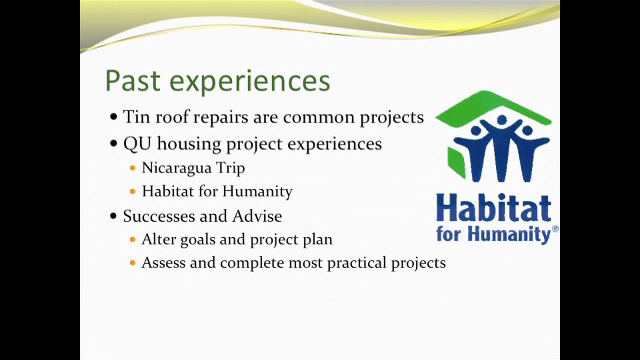 Past experiences
• Tin roof repairs are common projects
• QU housing project experiences
• Nicaragua Trip
• Habitat for Humanity
• Successes and Advise
• Alter goals and project plan
• Assess and complete most practical projects
Habitat
for Humanity®